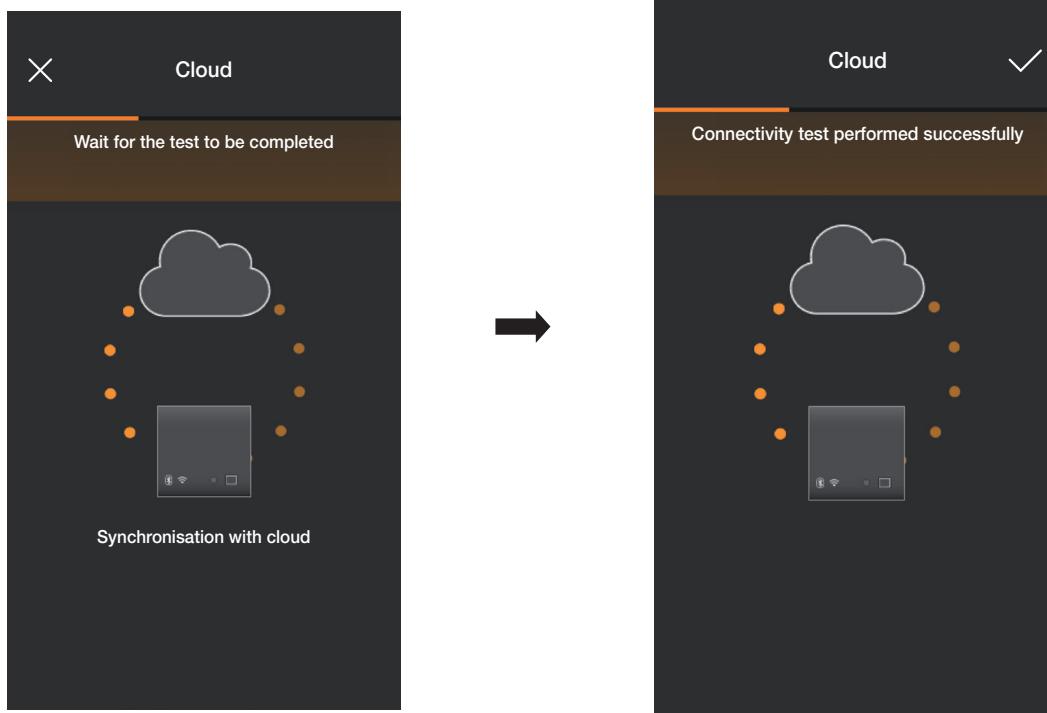 Cloud
Wait for the test to be completed
Synchronisation with cloud
Cloud
Connectivity test performed successfully